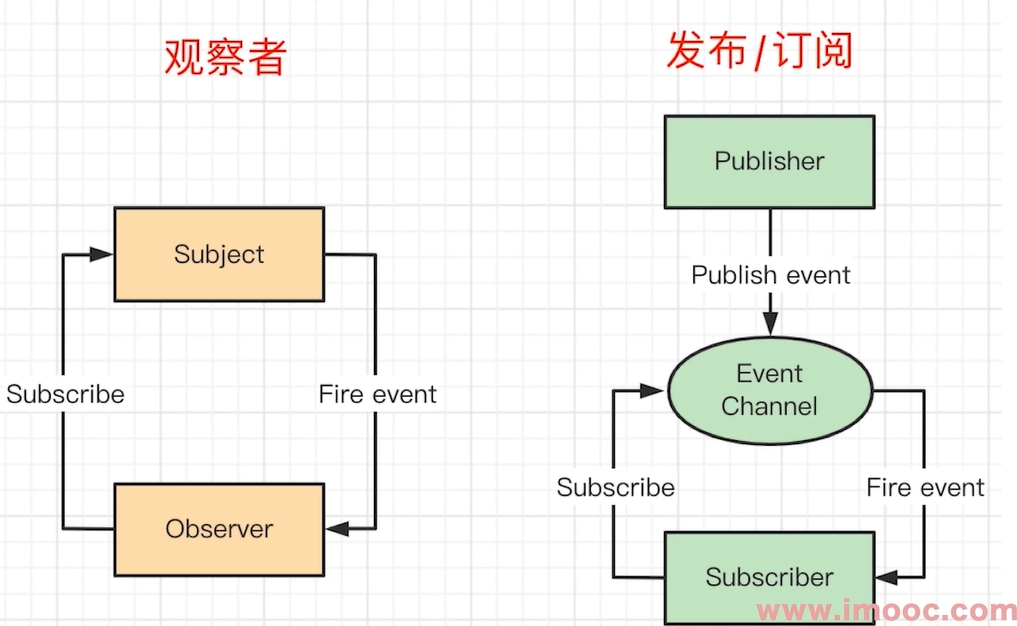 观察者
Subject
Subscribe
Fire event
Observer
发布/订阅
Publisher
Publish event
Event
Channel
Subscribe
Fire event
Subscriber
www.imooc.com